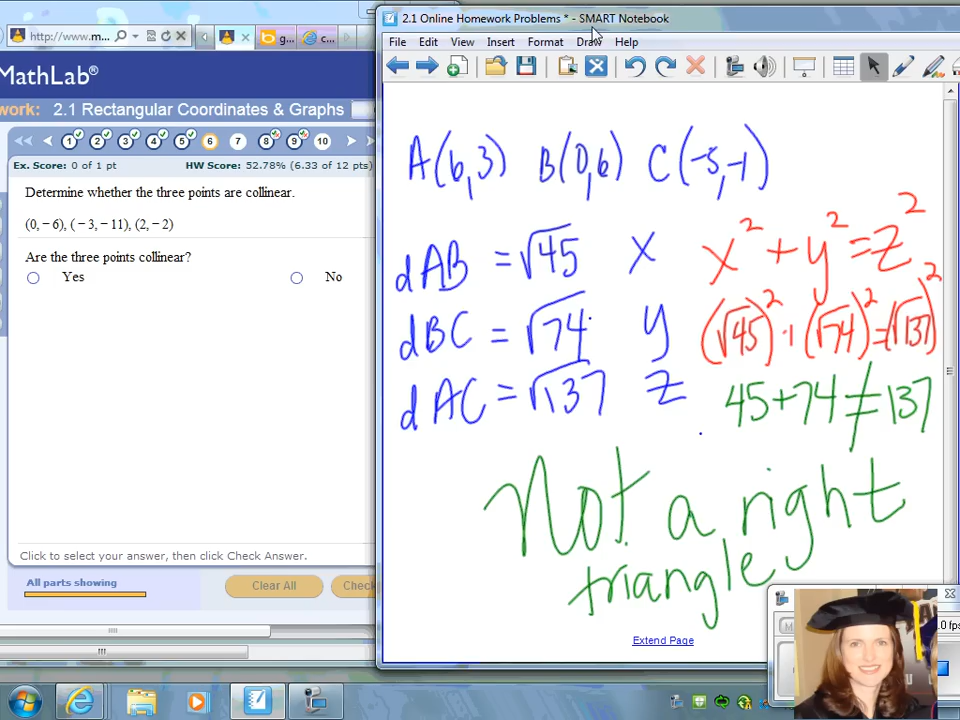 2.1 Online Homework Problems * - SMART Notebook
http://www.m...
g...
c...
File Edit View Insert Format Draw Help
MathLab®
work: 2.1 Rectangular Coordinates & Graphs
1 2 3 4 5 6 7 8 9 10
Ex. Score: 0 of 1 pt HW Score: 52.78% (6.33 of 12 pts)
Determine whether the three points are collinear.
(0, − 6), ( − 3, − 11), (2, − 2)
Are the three points collinear?
Yes No
Click to select your answer, then click Check Answer.
All parts showing
Clear All Check
A(6,3) B(0,6) C(-5,-1)
dAB = √45 x
dBC = √74 y
dAC = √137 z
x² + y² = z²
(√45)² + (√74)² = (√137)²
45+74≠137
Not a right
triangle
Extend Page
.0 fps